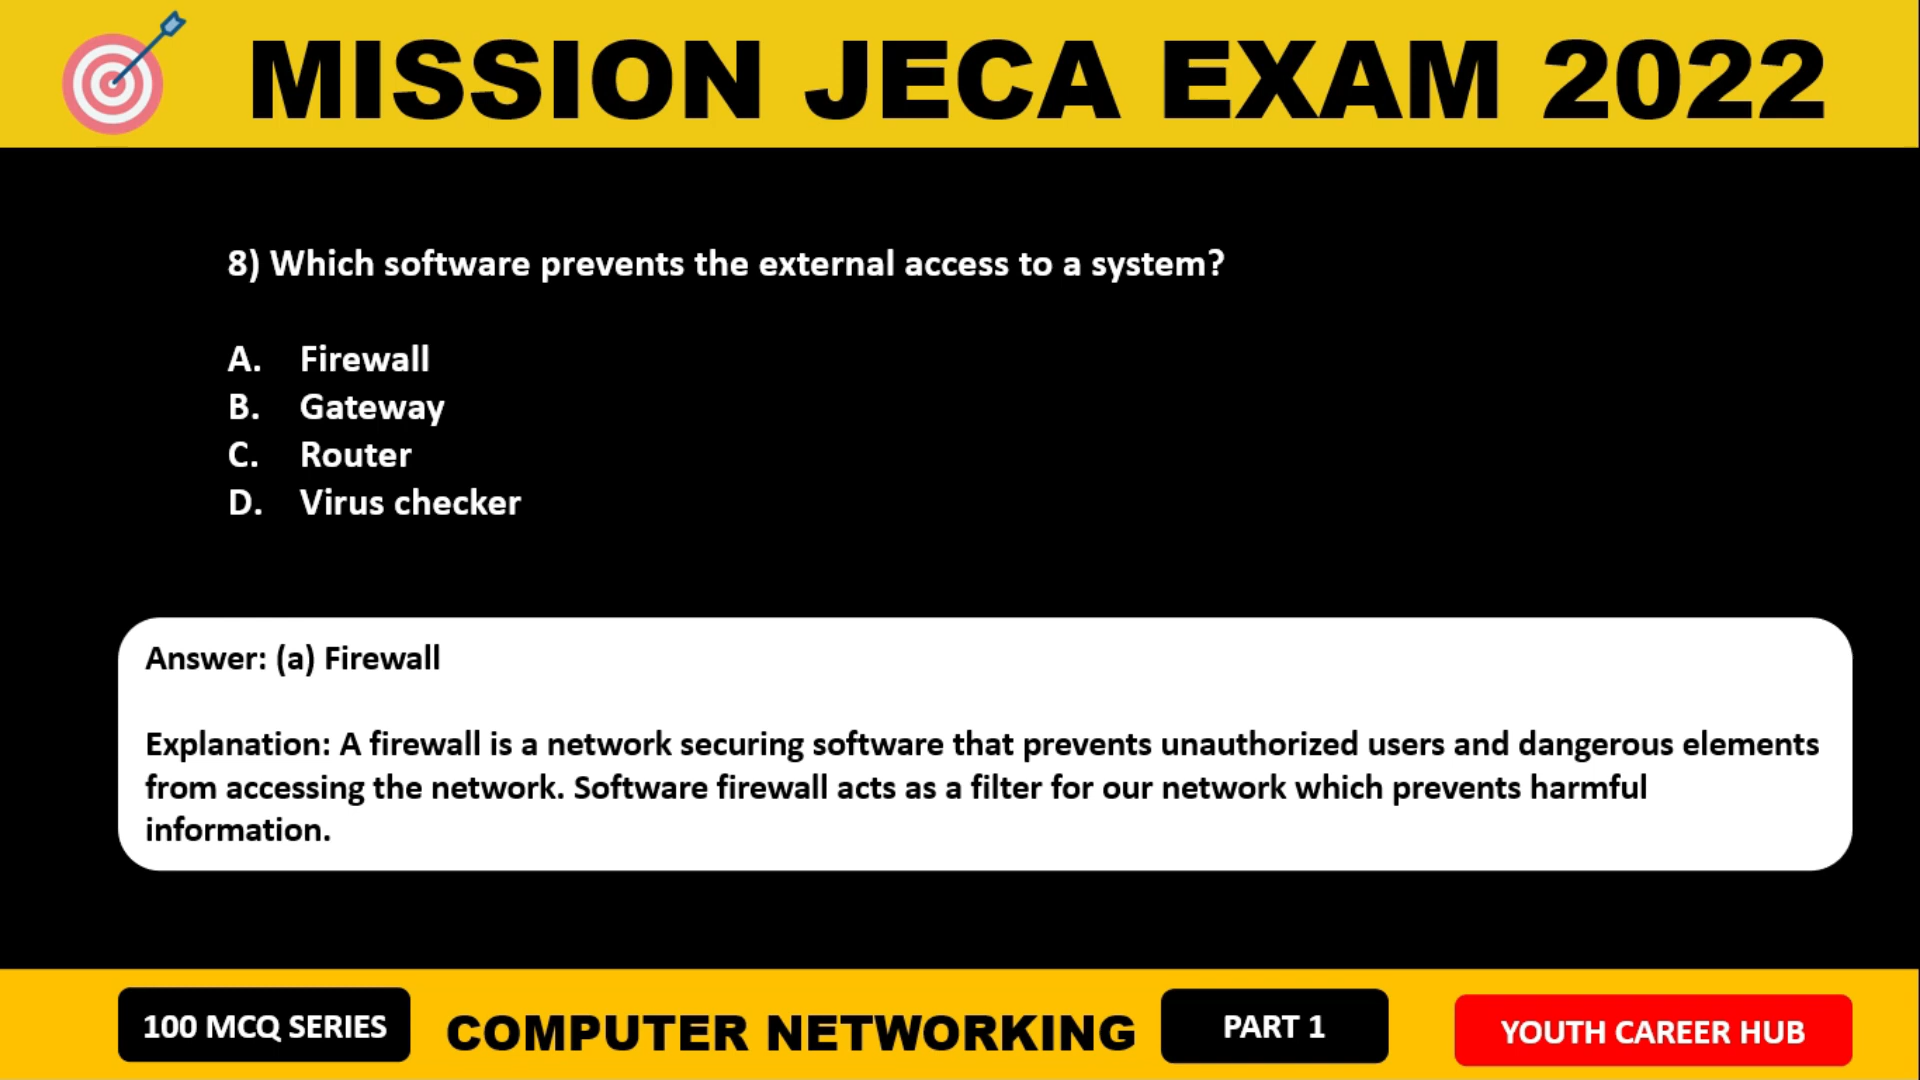 MISSION JECA EXAM 2022
8) Which software prevents the external access to a system?
A. Firewall
B. Gateway
C. Router
D. Virus checker
Answer: (a) Firewall
Explanation: A firewall is a network securing software that prevents unauthorized users and dangerous elements
from accessing the network. Software firewall acts as a filter for our network which prevents harmful
information.
100 MCQ SERIES
COMPUTER NETWORKING
PART 1
YOUTH CAREER HUB